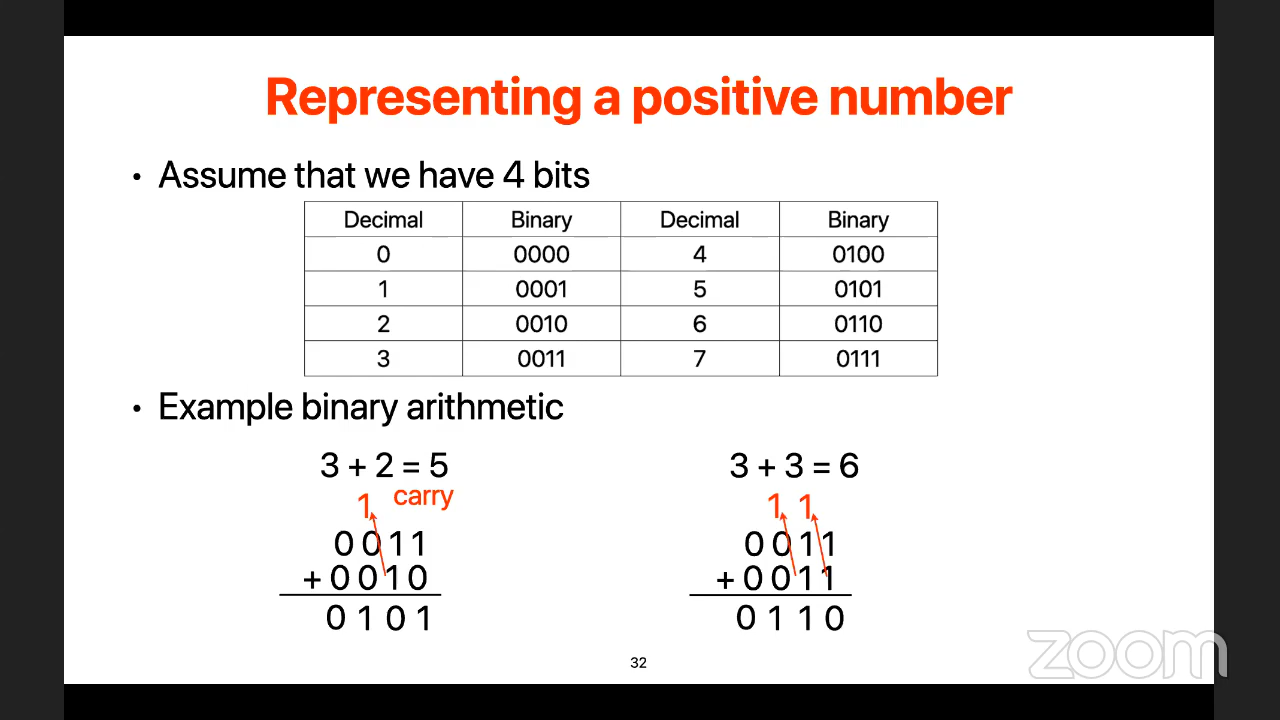 Representing a positive number
• Assume that we have 4 bits
Decimal Binary Decimal Binary
0 0000 4 0100
1 0001 5 0101
2 0010 6 0110
3 0011 7 0111
• Example binary arithmetic
3 + 2 = 5
1 carry
0 0 1 1
+ 0 0 1 0
0 1 0 1
3 + 3 = 6
1 1
0 0 1 1
+ 0 0 1 1
0 1 1 0
32
zoom